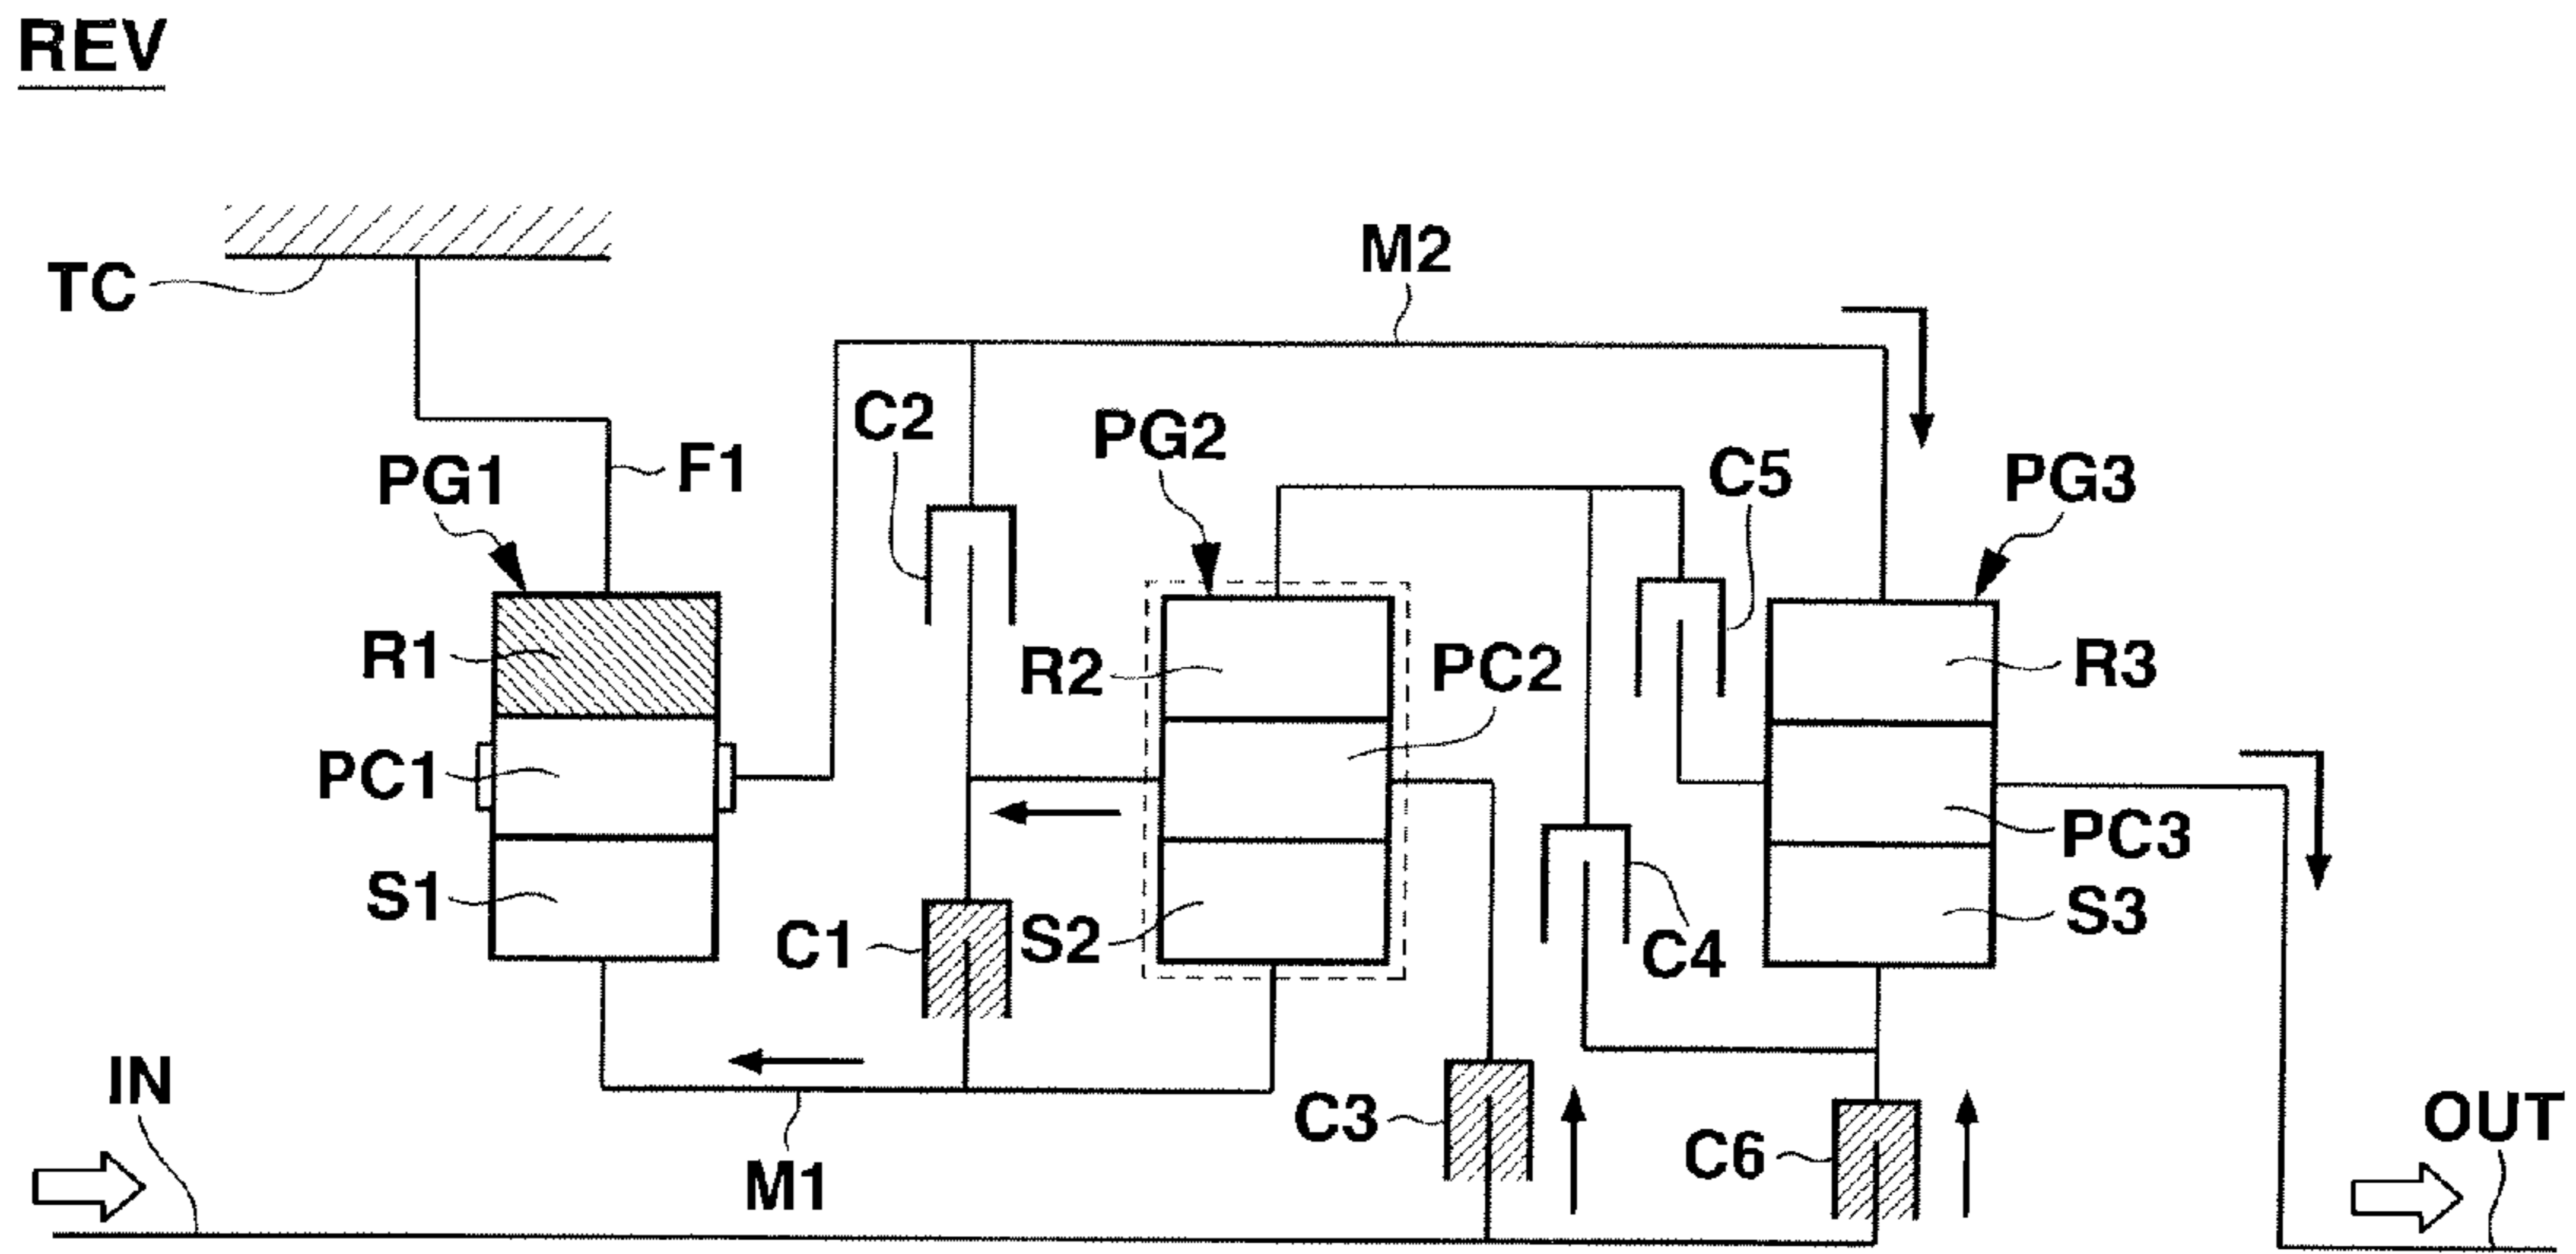 REV
TC
M2
C2
PG2
C5
PG1
F1
PG3
R1
R2
PC2
R3
PC1
PC3
S1
C1
S2
C4
S3
IN
C3
C6
OUT
M1